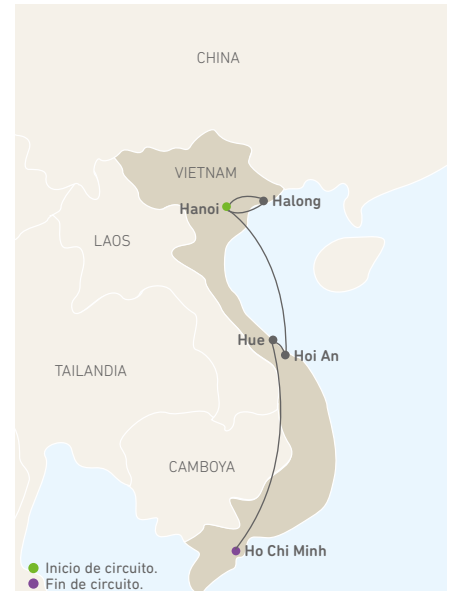 CHINA
VIETNAM
Hanoi
Halong
LAOS
Hue
Hoi An
TAILANDIA
CAMBOYA
Ho Chi Minh
Inicio de circuito.
Fin de circuito.